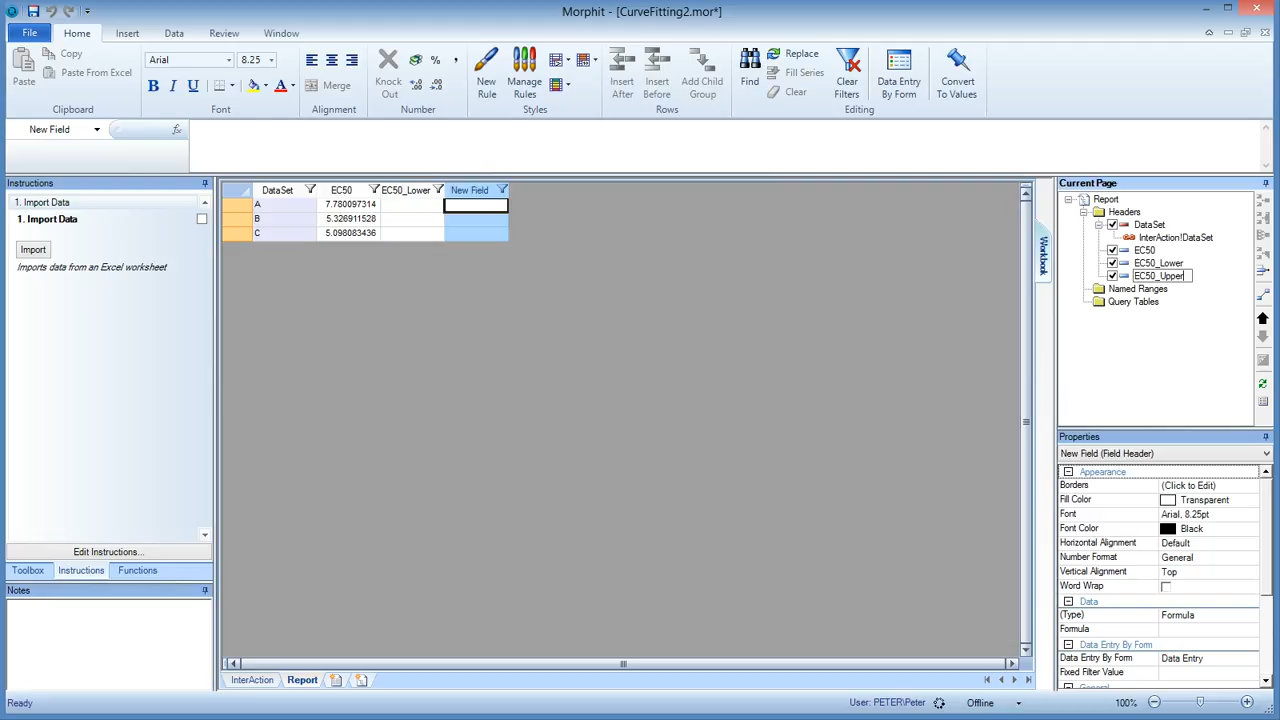 Morphit - [CurveFitting2.mor*]
File Home Insert Data Review Window
Paste
Copy
Paste From Excel
Clipboard
Arial 8.25
B I U A
Font
Merge
Alignment
Knock Out
% ,
Number
New Rule
Manage Rules
Styles
Insert After
Insert Before
Add Child Group
Rows
Find
Replace
Fill Series
Clear
Clear Filters
Data Entry By Form
Editing
Convert To Values
New Field fx
Instructions
1. Import Data
1. Import Data
Import
Imports data from an Excel worksheet
Edit Instructions...
Toolbox Instructions Functions
Notes
DataSet EC50 EC50_Lower New Field
A 7.780097314
B 5.326911528
C 5.098083436
Workbook
InterAction Report
Current Page
Report
Headers
DataSet
InterAction!DataSet
EC50
EC50_Lower
EC50_Upper
Named Ranges
Query Tables
Properties
New Field (Field Header)
Appearance
Borders (Click to Edit)
Fill Color Transparent
Font Arial, 8.25pt
Font Color Black
Horizontal Alignment Default
Number Format General
Vertical Alignment Top
Word Wrap
Data
(Type) Formula
Formula
Data Entry By Form
Data Entry By Form Data Entry
Fixed Filter Value
General
Ready
User: PETER\Peter Offline 100%